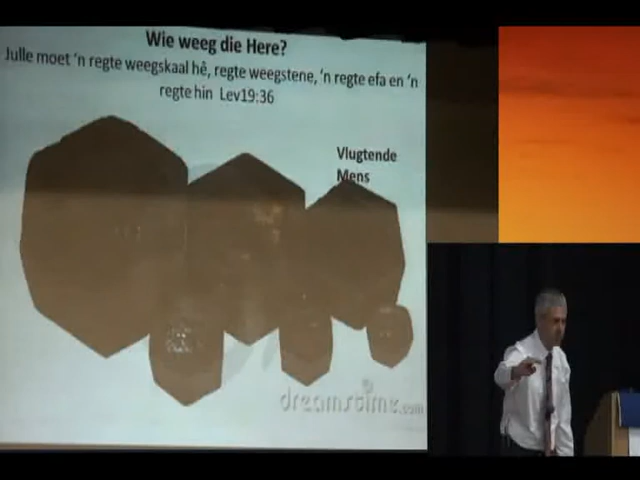 Wie weeg die Here?
Julle moet 'n regte weegskaal hê, regte weegstene, 'n regte efa en 'n
regte hin Lev19:36
Vlugtende
Mens
dreamstime.com